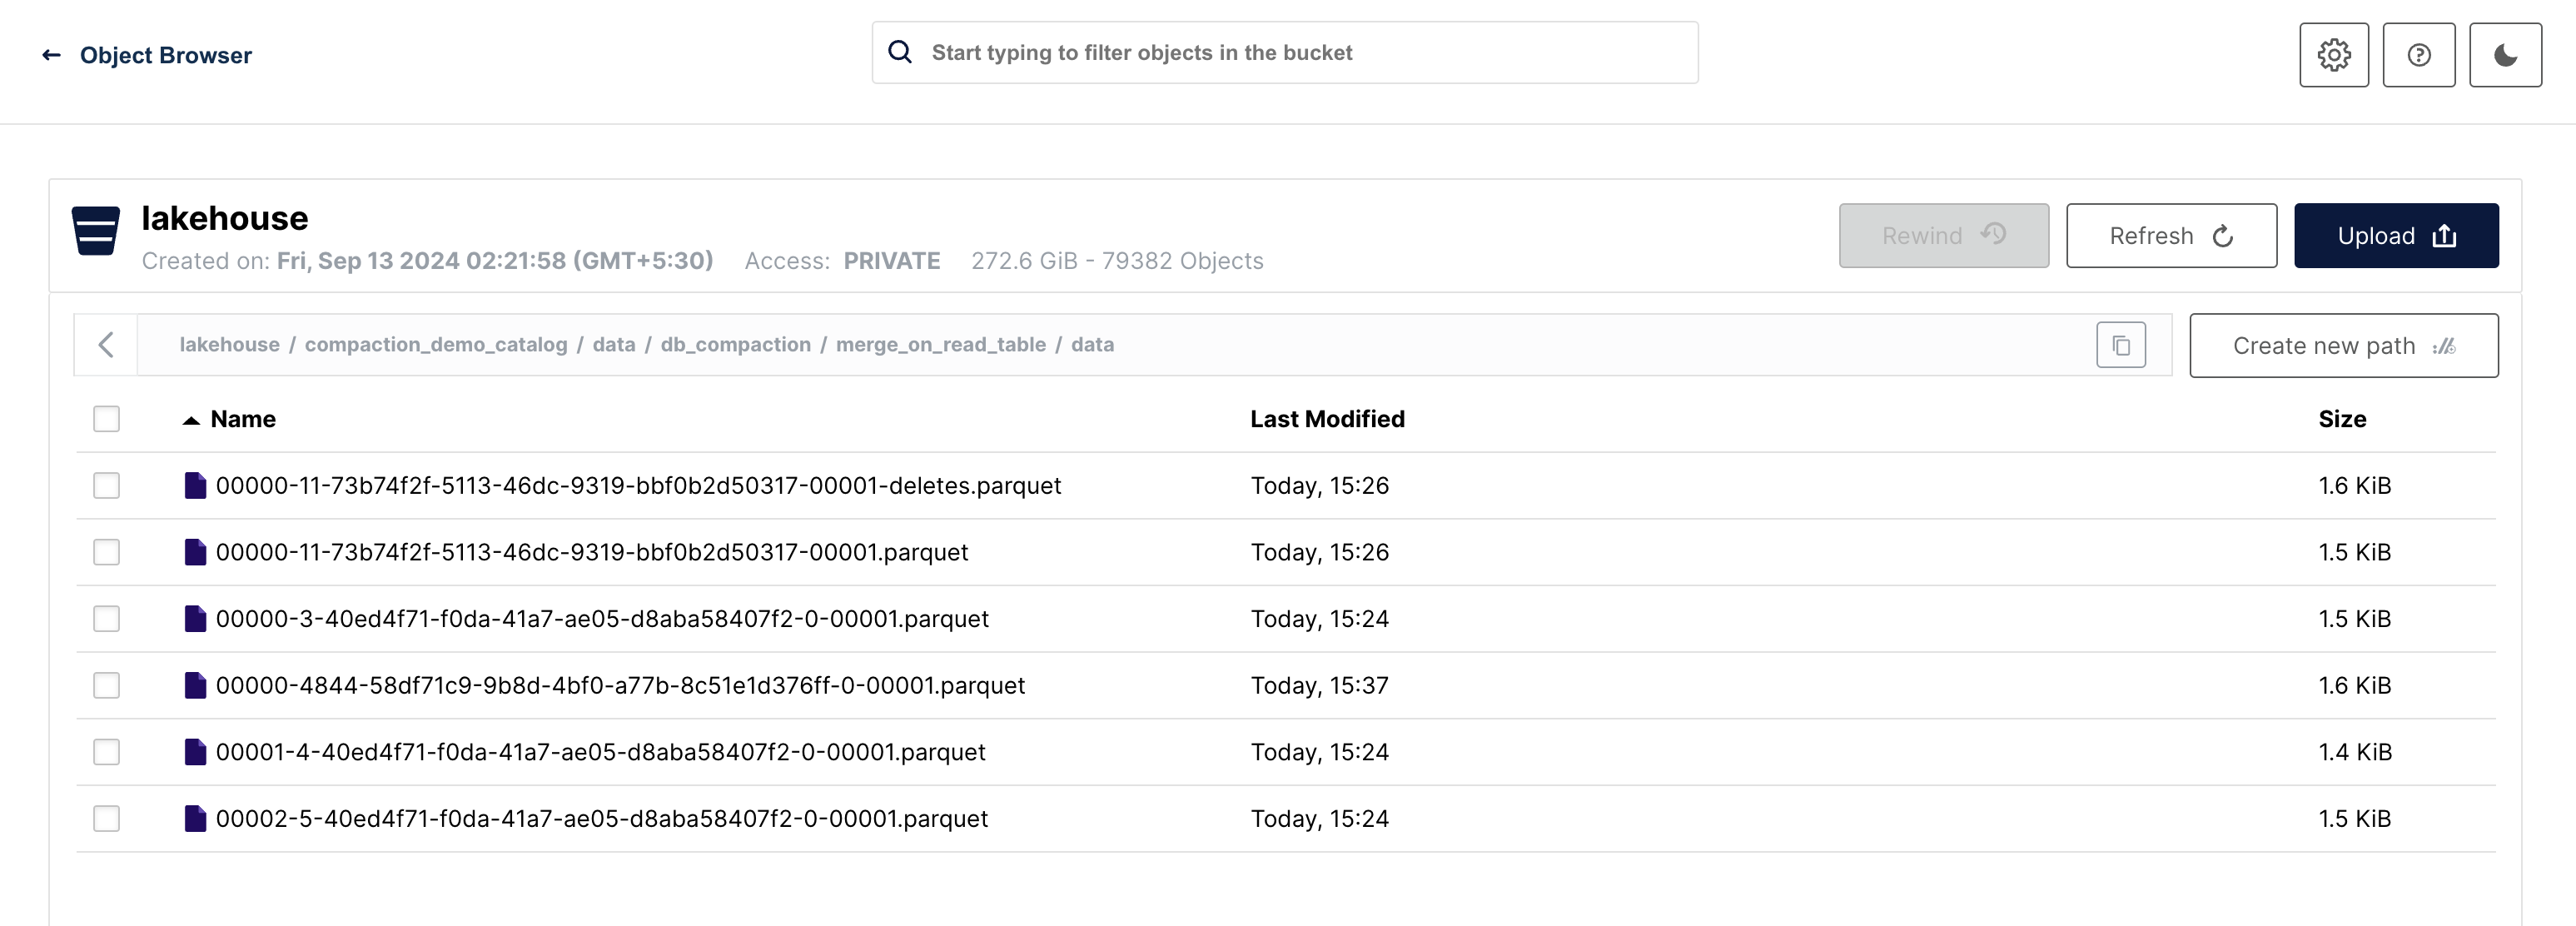 Object Browser
Start typing to filter objects in the bucket
lakehouse
Created on: Fri, Sep 13 2024 02:21:58 (GMT+5:30) Access: PRIVATE 272.6 GiB - 79382 Objects
Rewind
Refresh
Upload
lakehouse / compaction_demo_catalog / data / db_compaction / merge_on_read_table / data
Create new path
Name Last Modified Size
00000-11-73b74f2f-5113-46dc-9319-bbf0b2d50317-00001-deletes.parquet Today, 15:26 1.6 KiB
00000-11-73b74f2f-5113-46dc-9319-bbf0b2d50317-00001.parquet Today, 15:26 1.5 KiB
00000-3-40ed4f71-f0da-41a7-ae05-d8aba58407f2-0-00001.parquet Today, 15:24 1.5 KiB
00000-4844-58df71c9-9b8d-4bf0-a77b-8c51e1d376ff-0-00001.parquet Today, 15:37 1.6 KiB
00001-4-40ed4f71-f0da-41a7-ae05-d8aba58407f2-0-00001.parquet Today, 15:24 1.4 KiB
00002-5-40ed4f71-f0da-41a7-ae05-d8aba58407f2-0-00001.parquet Today, 15:24 1.5 KiB